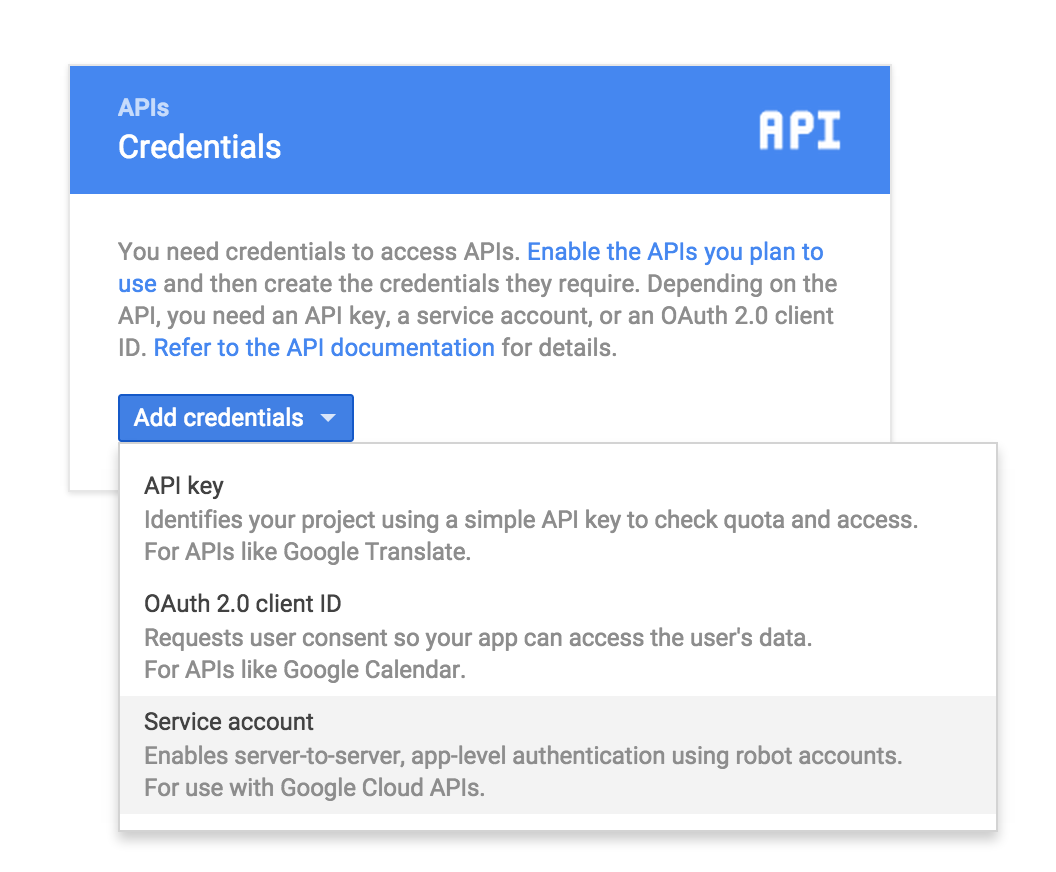 APIs
API
Credentials
You need credentials to access APIs. Enable the APIs you plan to
use and then create the credentials they require. Depending on the
API, you need an API key, a service account, or an OAuth 2.0 client
ID. Refer to the API documentation for details.
Add credentials
API key
Identifies your project using a simple API key to check quota and access.
For APIs like Google Translate.
OAuth 2.0 client ID
Requests user consent so your app can access the user's data.
For APIs like Google Calendar.
Service account
Enables server-to-server, app-level authentication using robot accounts.
For use with Google Cloud APIs.